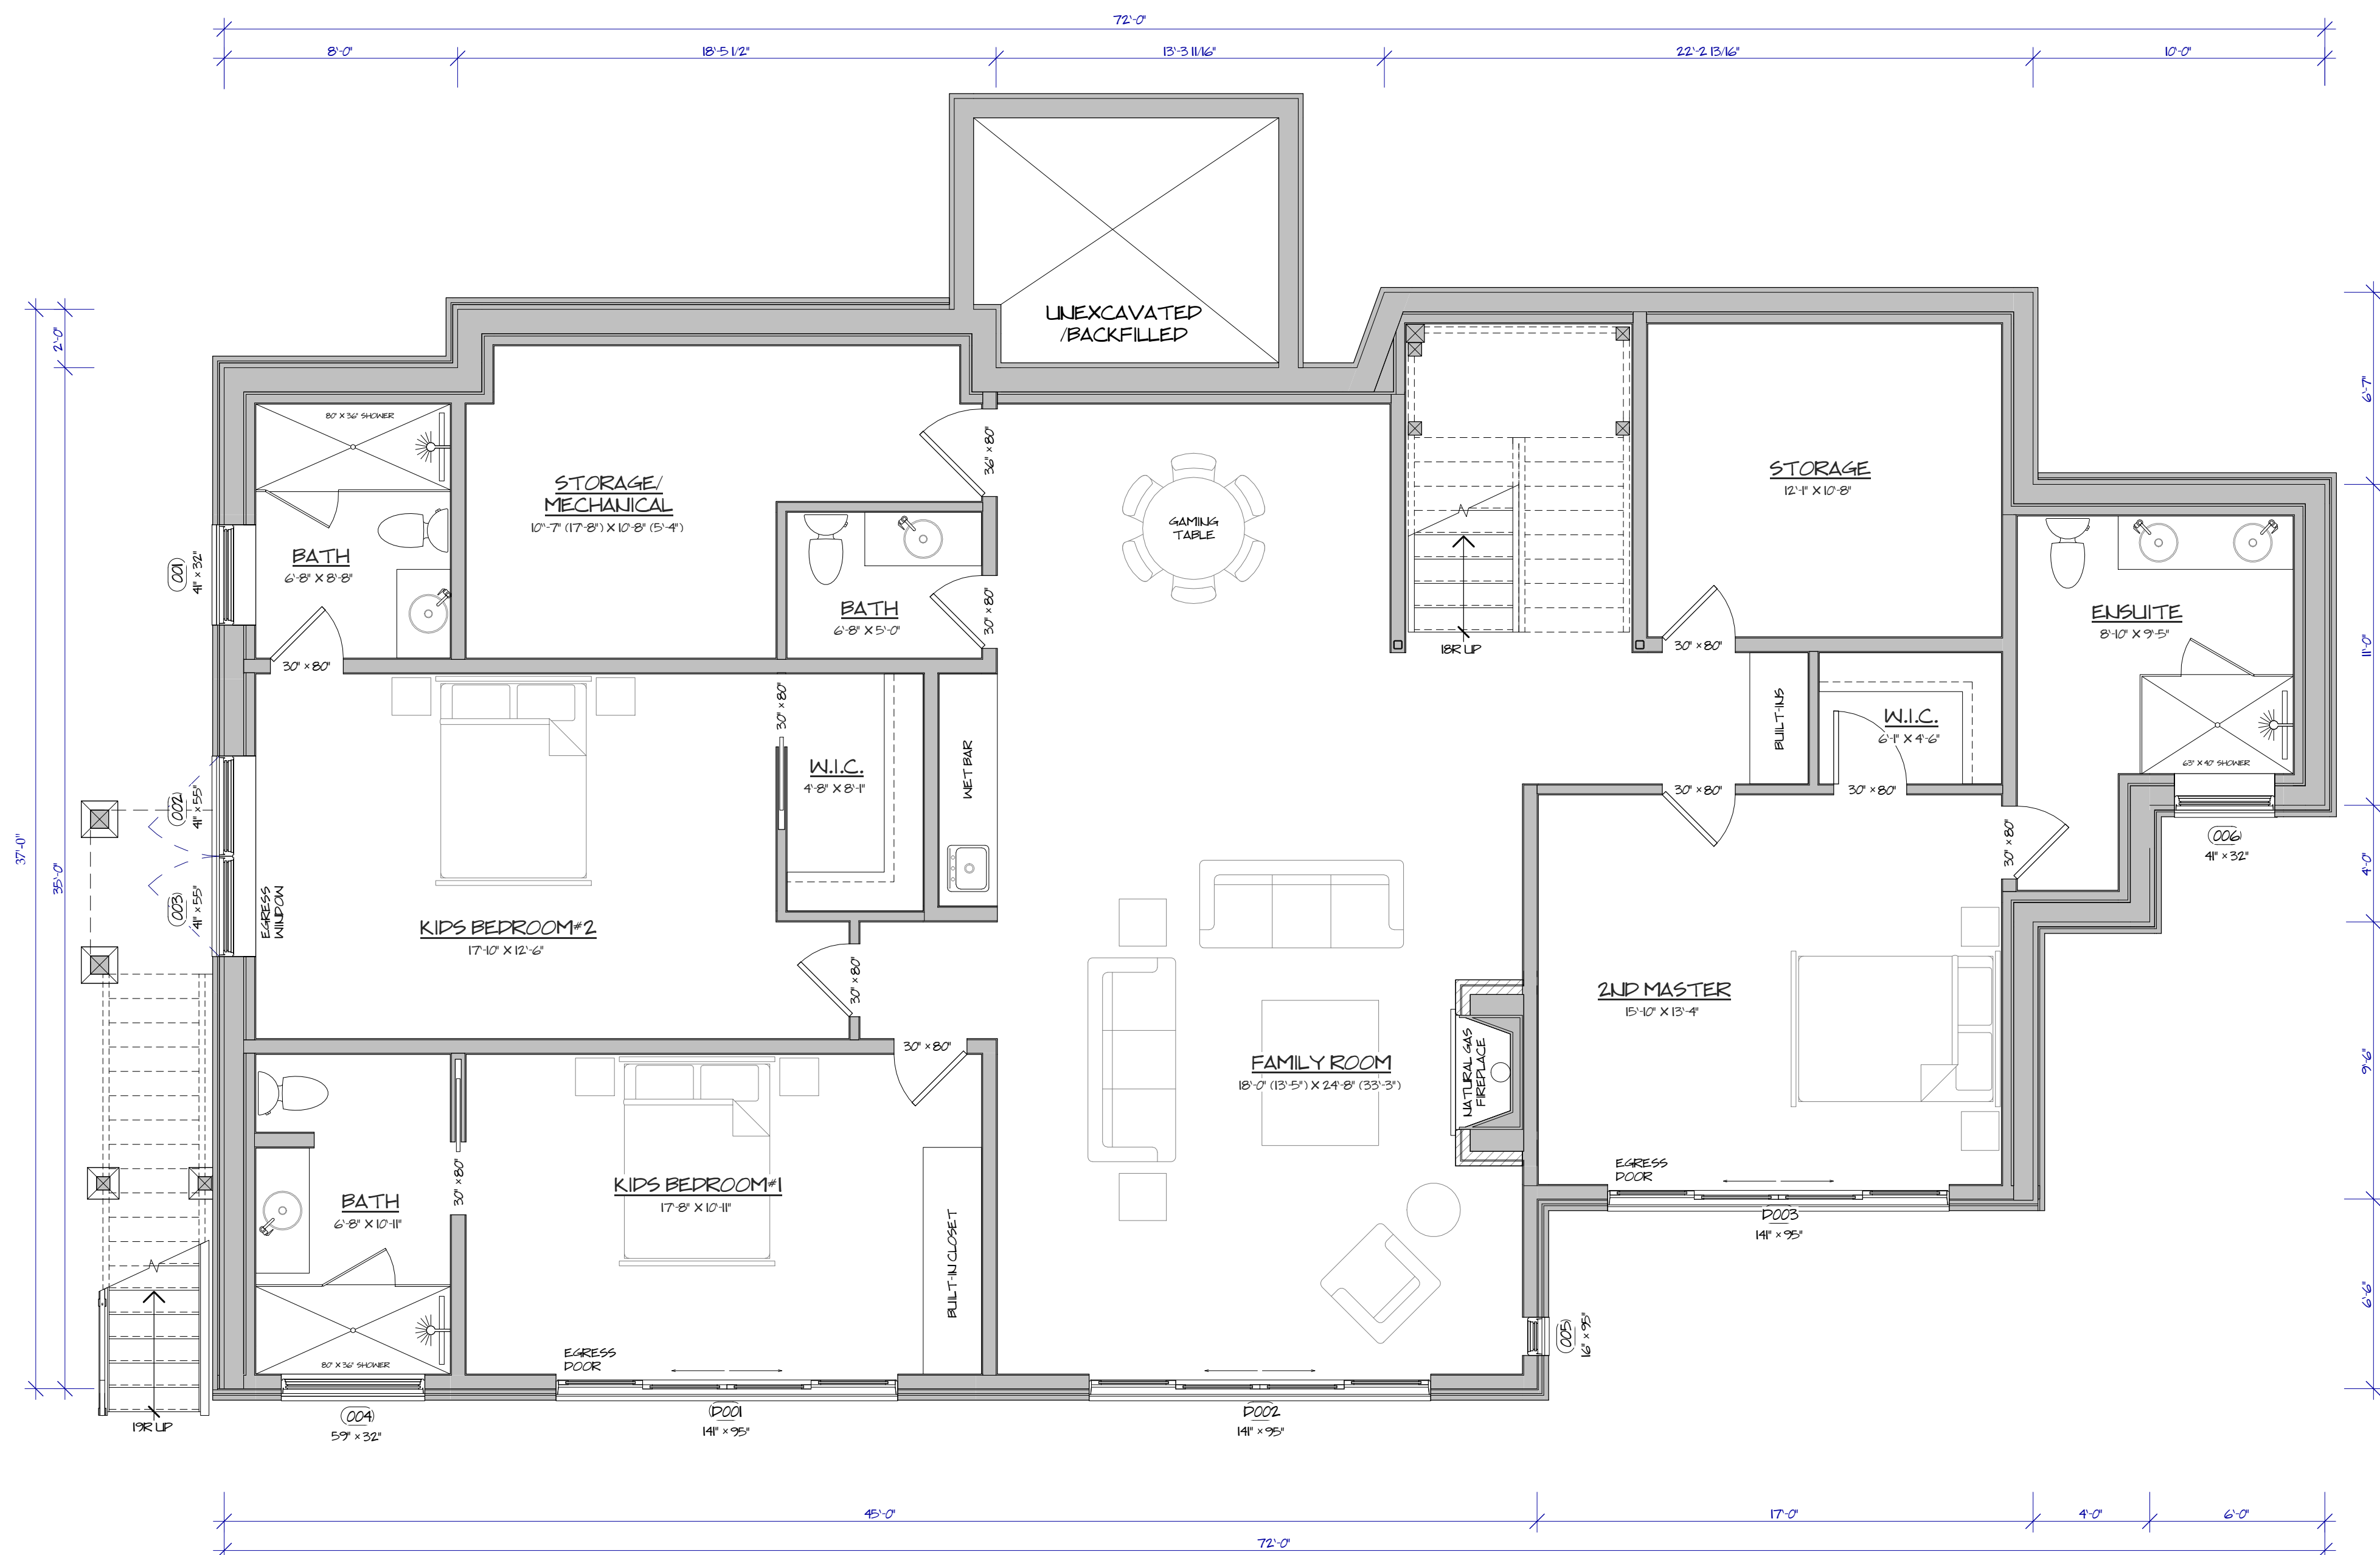 72'-0"
8'-0"
18'-5 1/2"
13'-3 11/16"
22'-2 13/16"
10'-0"
UNEXCAVATED
/BACKFILLED
2'-0"
37'-0"
35'-0"
6'-7"
11'-0"
4'-0"
9'-6"
6'-6"
80" X 36" SHOWER
BATH
6'-8" X 8'-8"
001
41" x 32"
30" x 80"
STORAGE/
MECHANICAL
10'-7" (17'-8") X 10'-8" (5'-4")
36" x 80"
BATH
6'-8" X 5'-0"
30" x 80"
GAMING
TABLE
18R UP
STORAGE
12'-1" X 10'-8"
30" x 80"
ENSUITE
8'-10" X 9'-5"
63" X 40" SHOWER
006
41" x 32"
BUILT-INS
W.I.C.
6'-1" X 4'-6"
30" x 80"
30" x 80"
30" x 80"
002
41" x 55"
003
41" x 55"
EGRESS
WINDOW
KIDS BEDROOM#2
17'-10" X 12'-6"
30" x 80"
W.I.C.
4'-8" X 8'-1"
WET BAR
30" x 80"
30" x 80"
2ND MASTER
15'-10" X 13'-4"
EGRESS
DOOR
D003
141" x 95"
FAMILY ROOM
18'-0" (13'-5") X 24'-8" (33'-3")
NATURAL GAS
FIREPLACE
BATH
6'-8" X 10'-11"
30" x 80"
80" X 36" SHOWER
KIDS BEDROOM#1
17'-8" X 10'-11"
BUILT-IN CLOSET
EGRESS
DOOR
005
16" x 95"
19R UP
004
59" x 32"
D001
141" x 95"
D002
141" x 95"
45'-0"
17'-0"
4'-0"
6'-0"
72'-0"